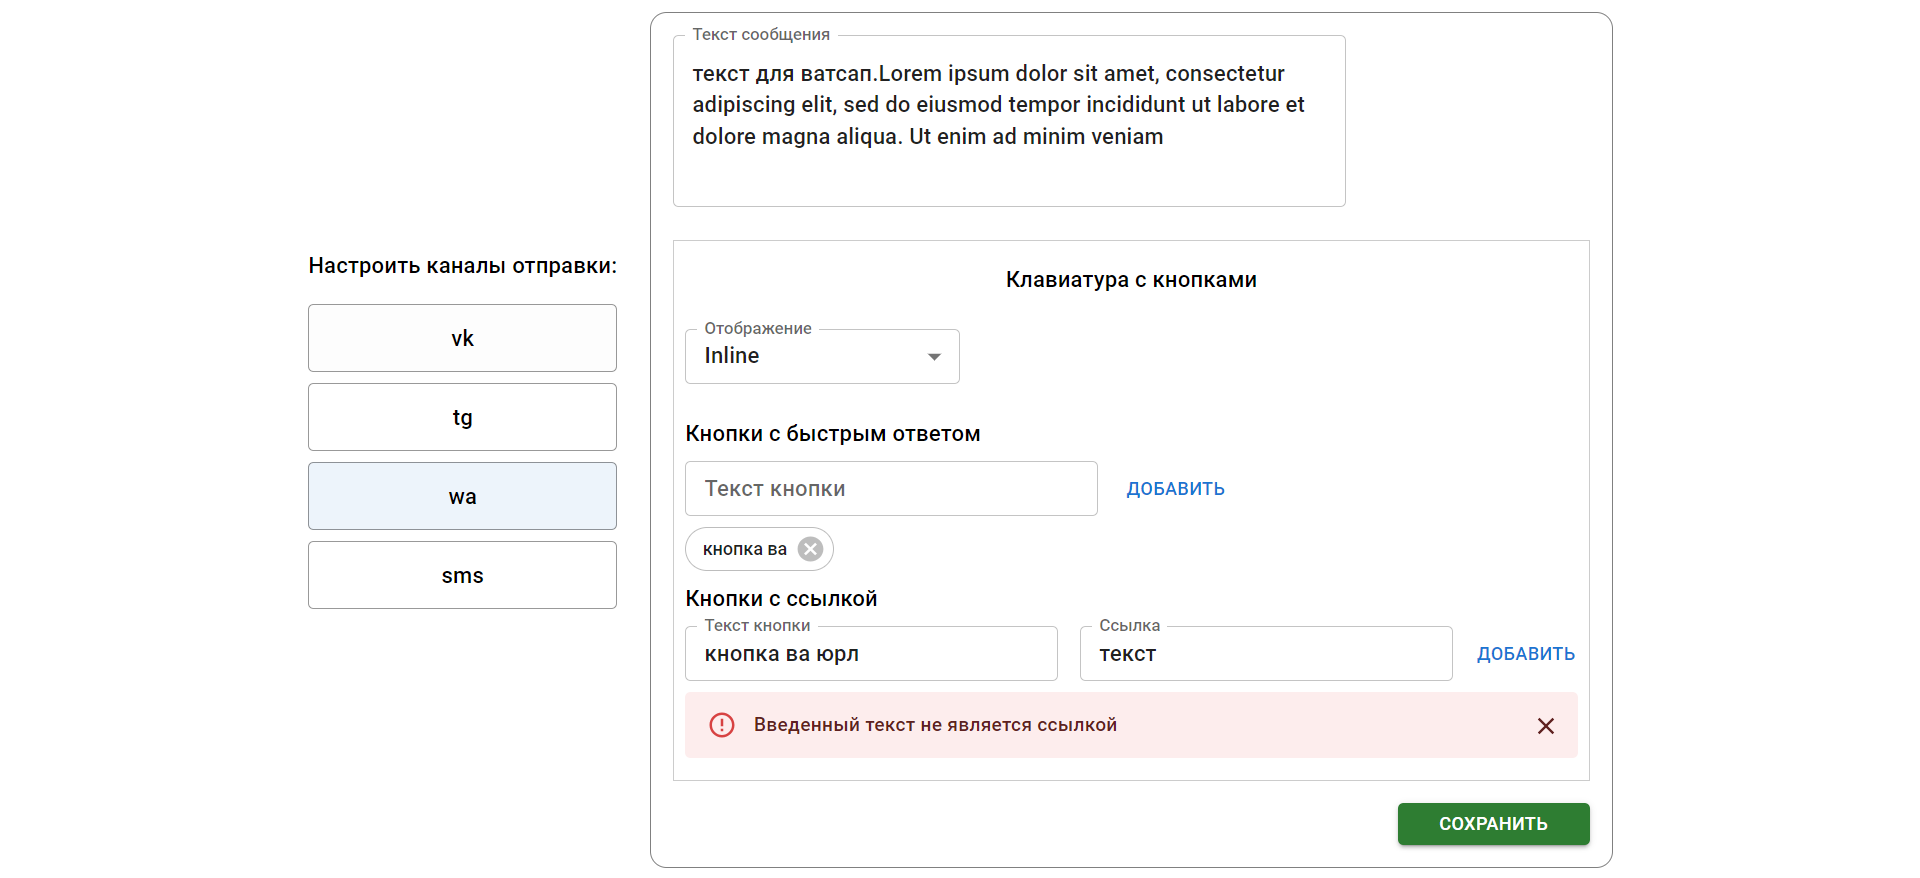 Настроить каналы отправки:
vk
tg
wa
sms
Текст сообщения
текст для ватсап.Lorem ipsum dolor sit amet, consectetur
adipiscing elit, sed do eiusmod tempor incididunt ut labore et
dolore magna aliqua. Ut enim ad minim veniam
Клавиатура с кнопками
Отображение
Inline
Кнопки с быстрым ответом
Текст кнопки
ДОБАВИТЬ
кнопка ва
Кнопки с ссылкой
Текст кнопки
кнопка ва юрл
Ссылка
текст
ДОБАВИТЬ
Введенный текст не является ссылкой
СОХРАНИТЬ